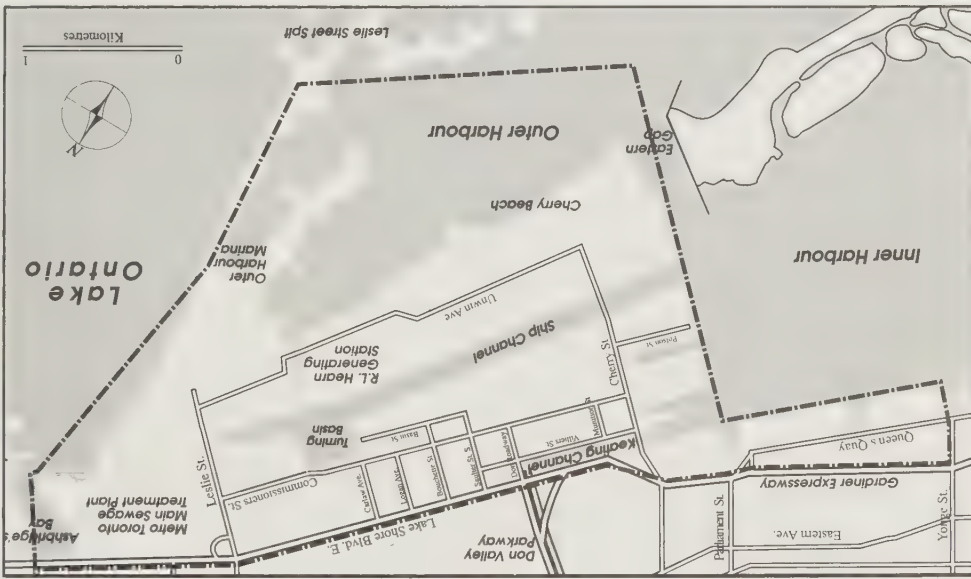 Yonge St.
Eastern Ave.
Parliament St.
Gardiner Expressway
Queen's Quay
Don Valley
Parkway
Lake Shore Blvd. E.
Ashbridge's
Bay
Metro Toronto
Main Sewage
Treatment Plant
Keating Channel
Villiers St.
Munition St.
Don Roadway
Saulter St. S.
Bouchette St.
Logan Ave.
Carlaw Ave.
Commissioners St.
Leslie St.
Basin St.
Turning
Basin
Cherry St.
Polson St.
Ship Channel
R.L. Hearn
Generating
Station
Unwin Ave.
Inner Harbour
Lake
Ontario
Outer
Harbour
Marina
Cherry Beach
Eastern
Gap
Outer Harbour
N
Leslie Street Spit
0 1
Kilometres